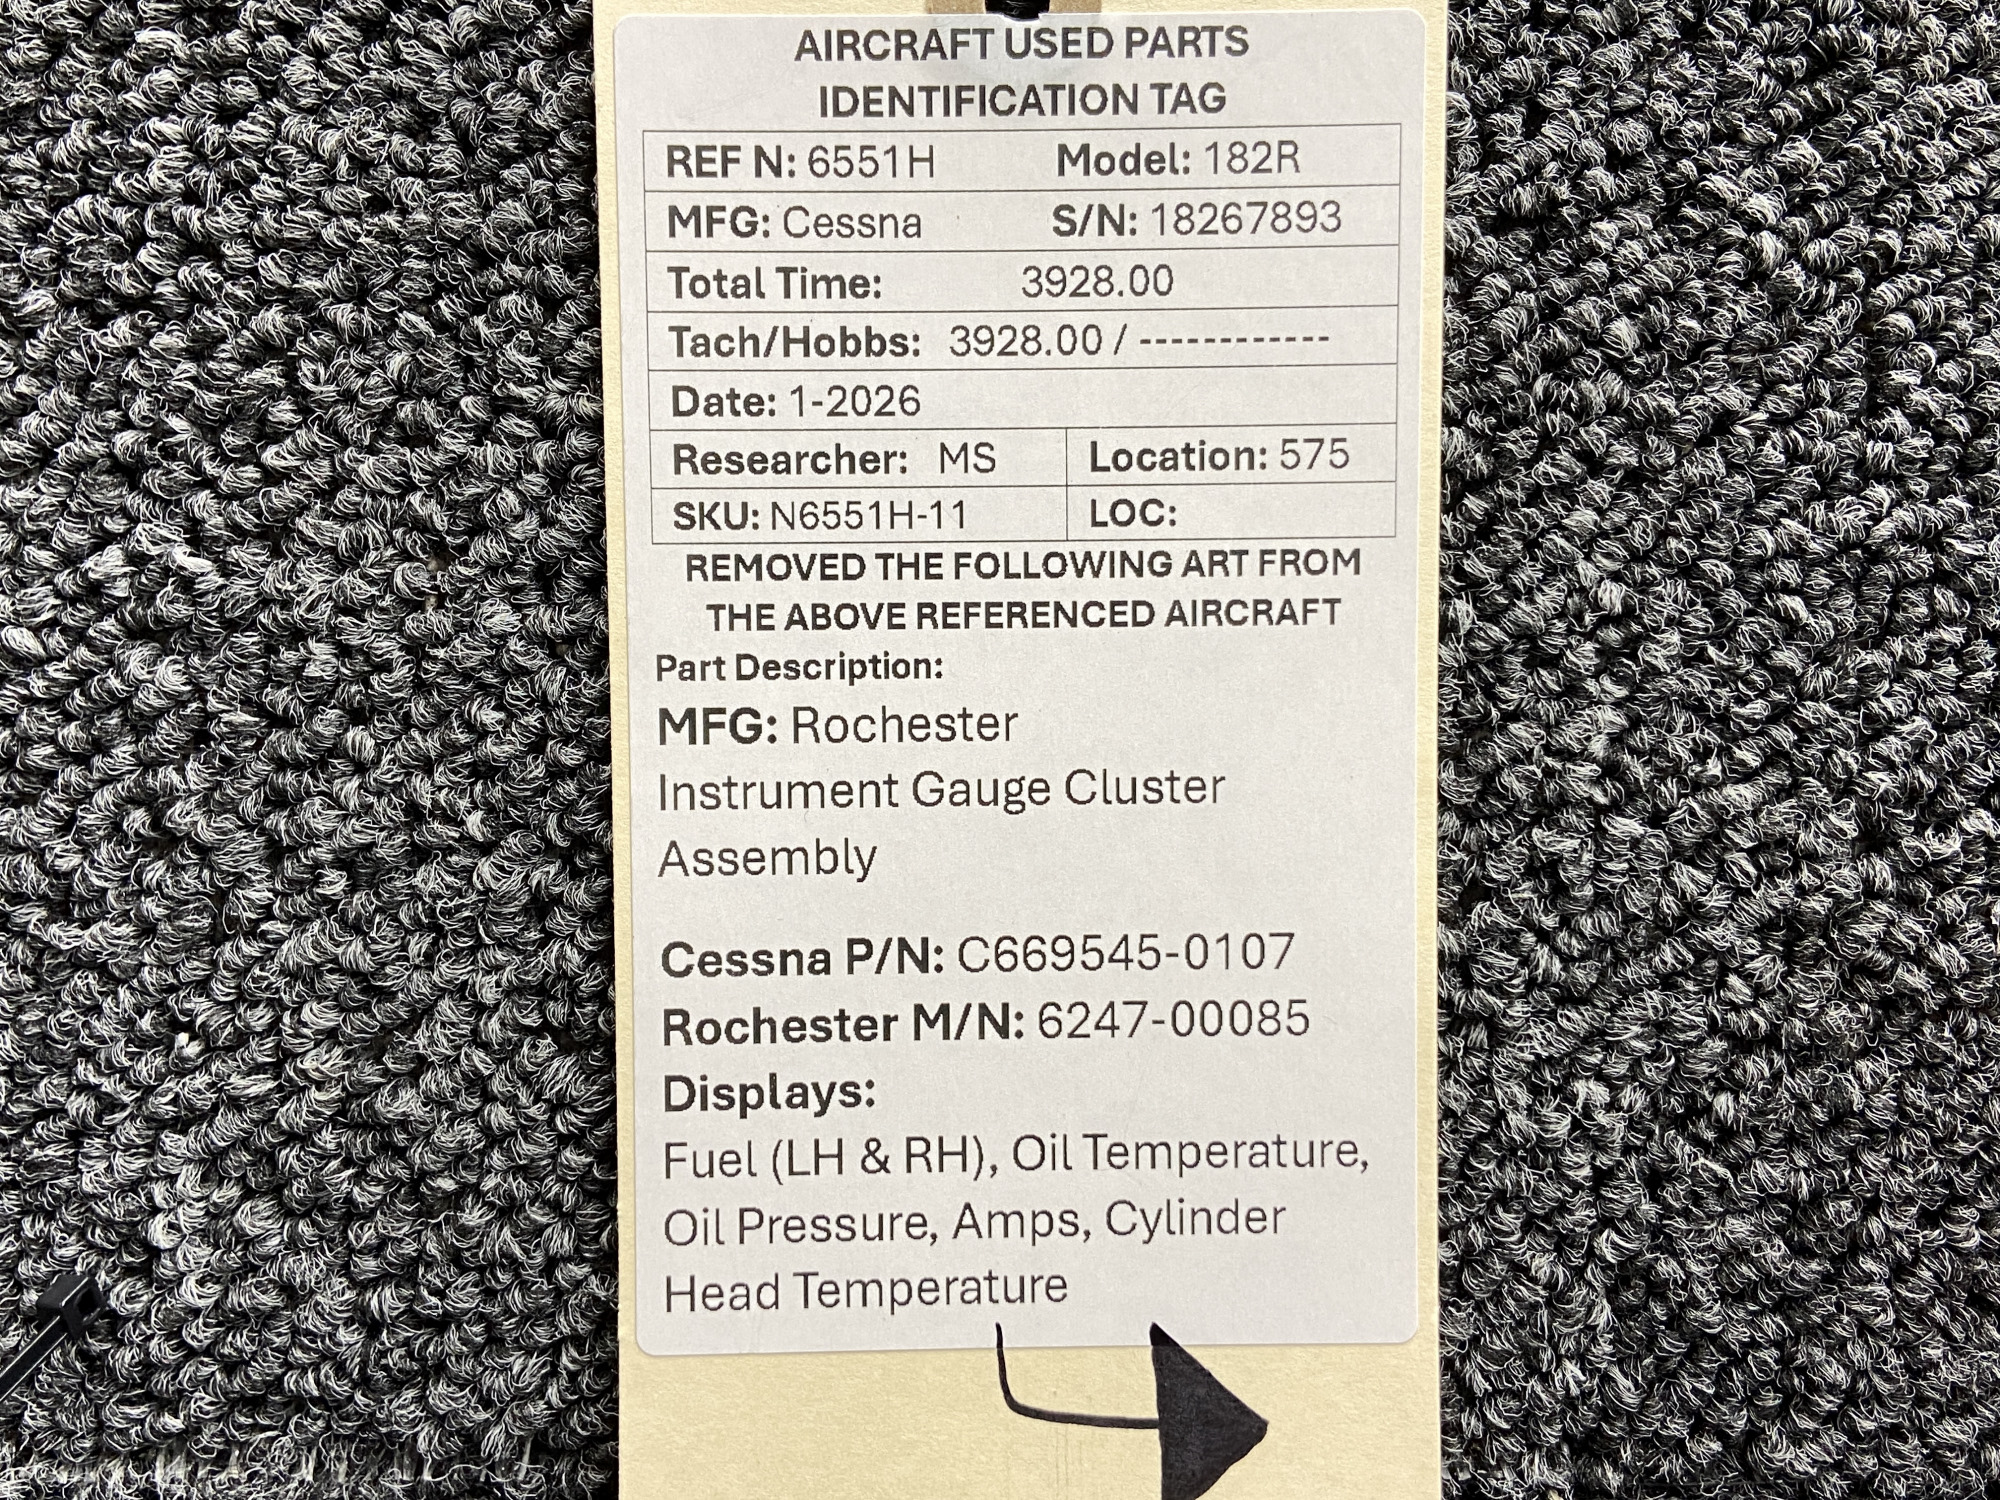 AIRCRAFT USED PARTS
IDENTIFICATION TAG
REF N: 6551H Model: 182R
MFG: Cessna S/N: 18267893
Total Time: 3928.00
Tach/Hobbs: 3928.00 / ------------
Date: 1-2026
Researcher: MS Location: 575
SKU: N6551H-11 LOC:
REMOVED THE FOLLOWING ART FROM
THE ABOVE REFERENCED AIRCRAFT
Part Description:
MFG: Rochester
Instrument Gauge Cluster
Assembly
Cessna P/N: C669545-0107
Rochester M/N: 6247-00085
Displays:
Fuel (LH & RH), Oil Temperature,
Oil Pressure, Amps, Cylinder
Head Temperature